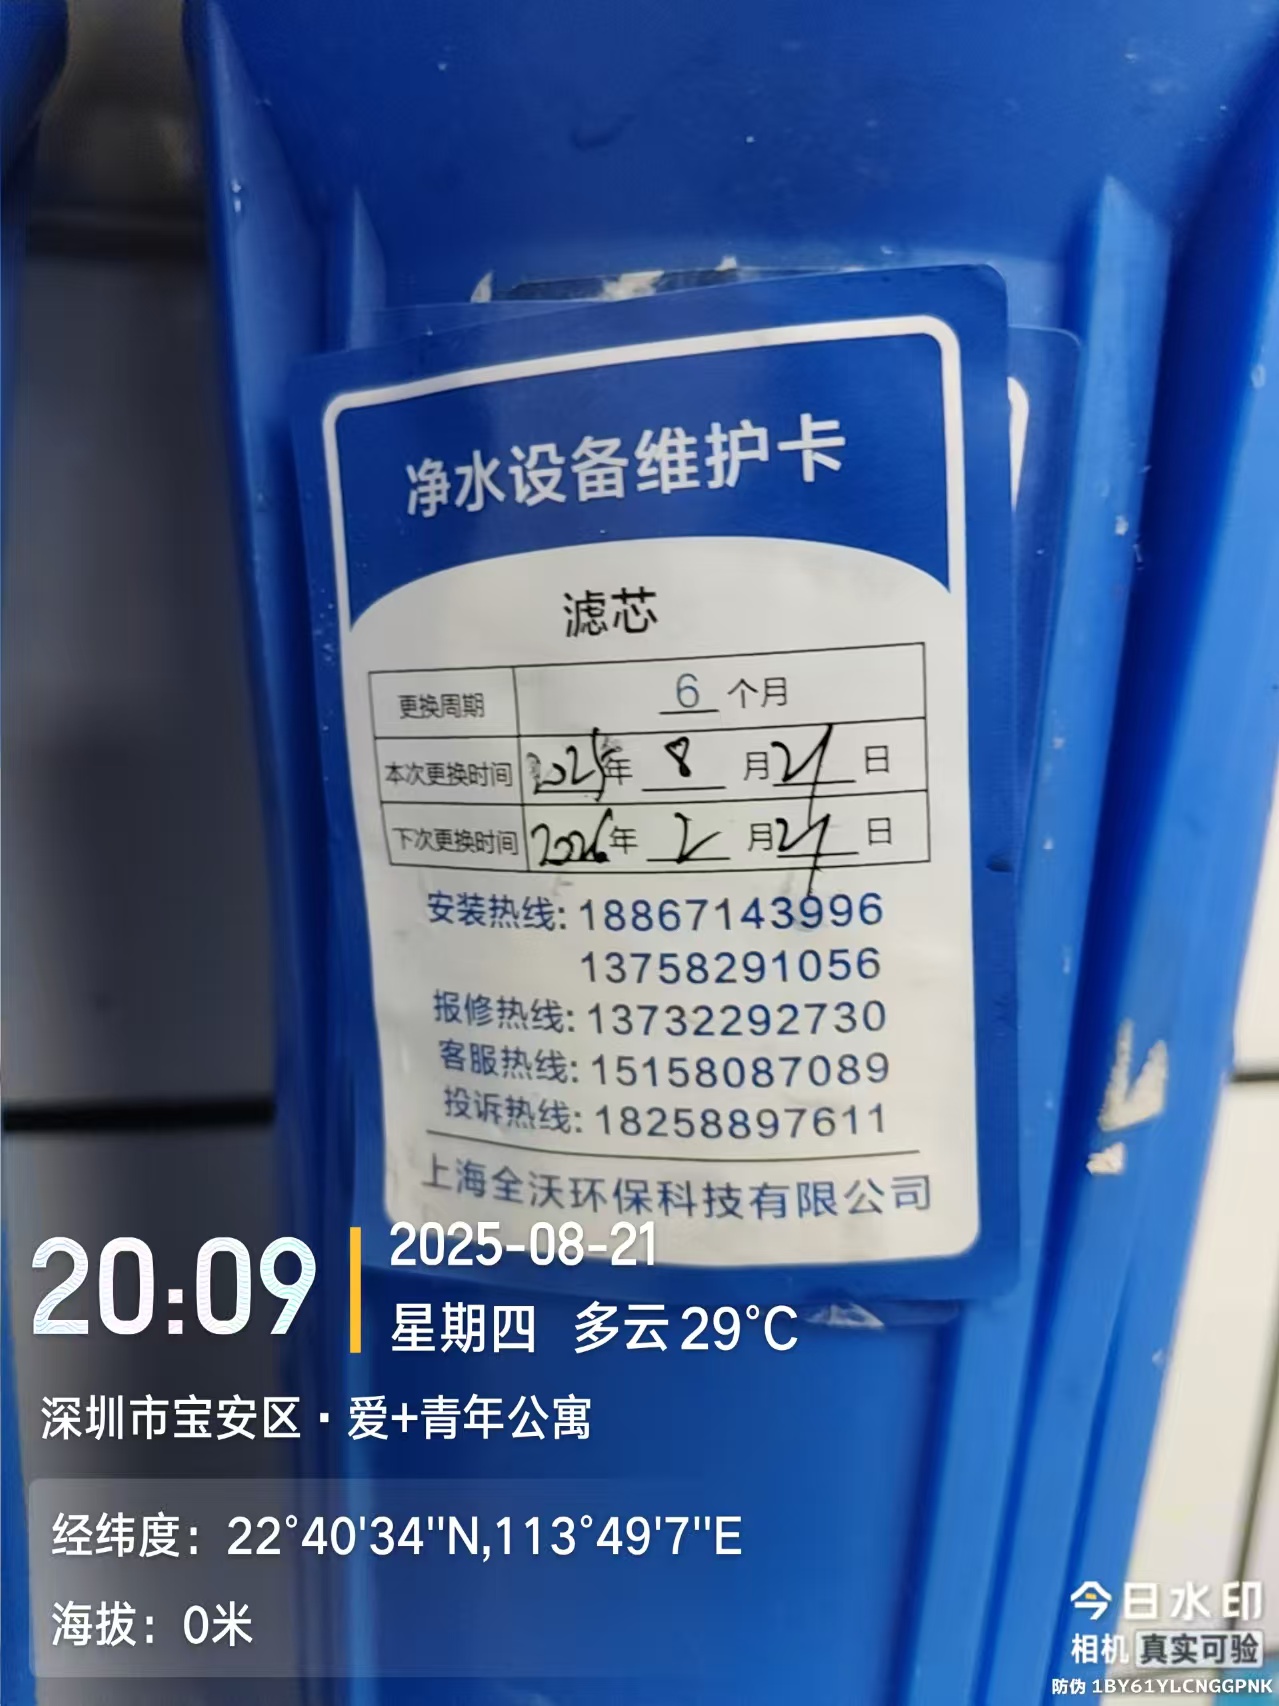 净水设备维护卡
滤芯
更换周期 6 个月
本次更换时间 2025年 8 月 21 日
下次更换时间 2026年 2 月 21 日
安装热线: 18867143996
13758291056
报修热线: 13732292730
客服热线: 15158087089
投诉热线: 18258897611
上海全沃环保科技有限公司
20:09
2025-08-21
星期四 多云 29°C
深圳市宝安区·爱+青年公寓
经纬度: 22°40'34"N,113°49'7"E
海拔: 0米
今日水印
相机 真实可验
防伪 1BY61YLCNGGPNK